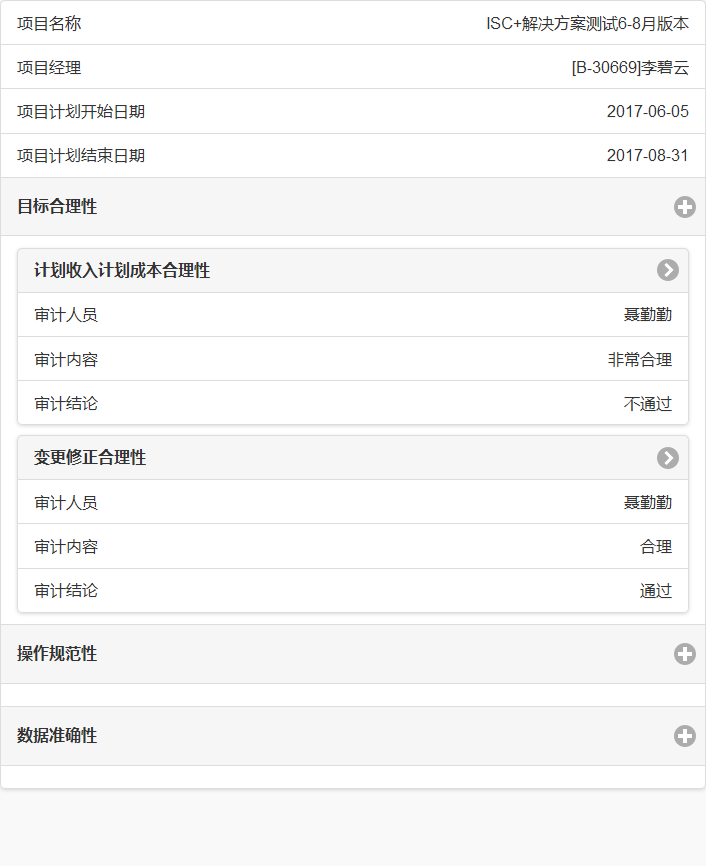 项目名称 ISC+解决方案测试6-8月版本
项目经理 [B-30669]李碧云
项目计划开始日期 2017-06-05
项目计划结束日期 2017-08-31
目标合理性
计划收入计划成本合理性
审计人员 聂勤勤
审计内容 非常合理
审计结论 不通过
变更修正合理性
审计人员 聂勤勤
审计内容 合理
审计结论 通过
操作规范性
数据准确性